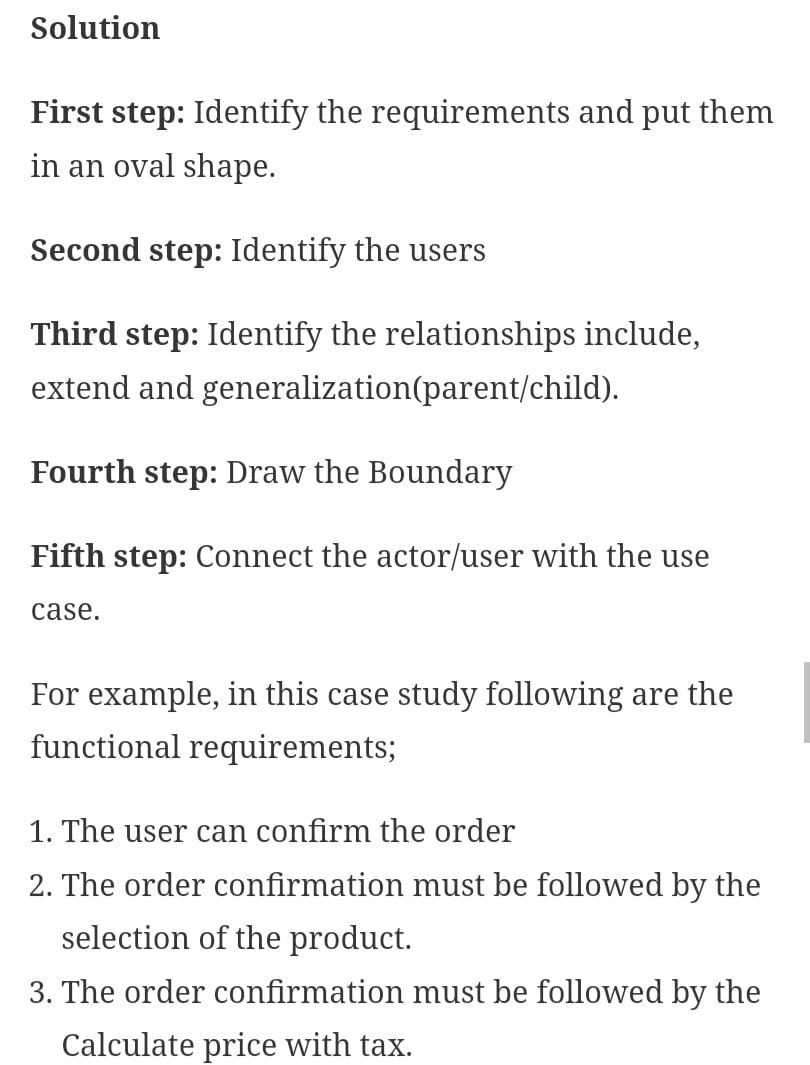 Solution
First step: Identify the requirements and put them
in an oval shape.
Second step: Identify the users
Third step: Identify the relationships include,
extend and generalization(parent/child).
Fourth step: Draw the Boundary
Fifth step: Connect the actor/user with the use
case.
For example, in this case study following are the
functional requirements;
1. The user can confirm the order
2. The order confirmation must be followed by the
selection of the product.
3. The order confirmation must be followed by the
Calculate price with tax.